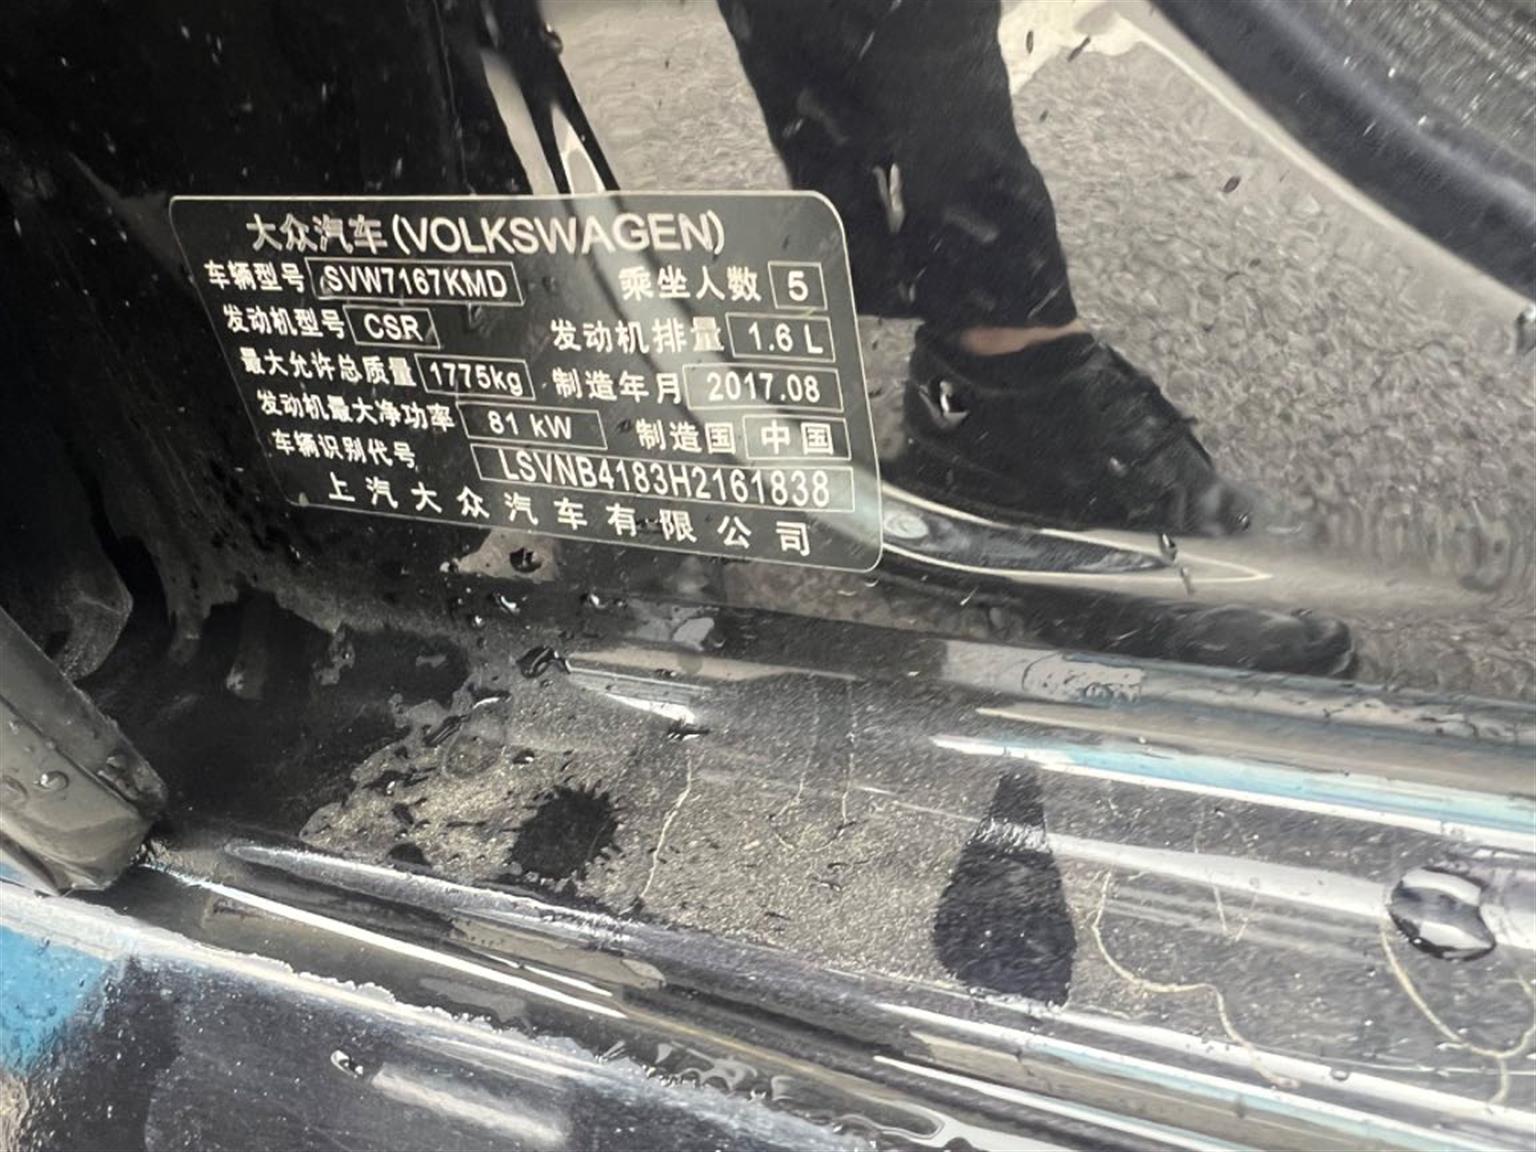 大众汽车(VOLKSWAGEN)
车辆型号 SVW7167KMD 乘坐人数 5
发动机型号 CSR 发动机排量 1.6 L
最大允许总质量 1775kg 制造年月 2017.08
发动机最大净功率 81 kW 制造国 中国
车辆识别代号 LSVNB4183H2161838
上汽大众汽车有限公司